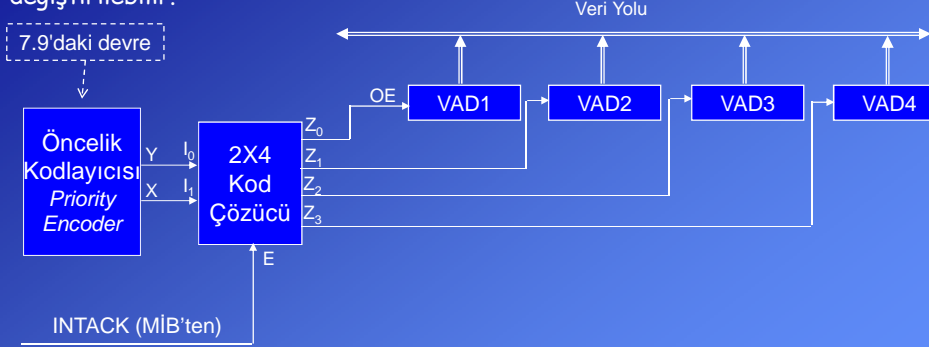 değiştirilebilir.
Veri Yolu
7.9'daki devre
OE
VAD1
VAD2
VAD3
VAD4
Öncelik
Kodlayıcısı
Priority
Encoder
Y
X
I0
I1
2X4
Kod
Çözücü
Z0
Z1
Z2
Z3
E
INTACK (MİB'ten)